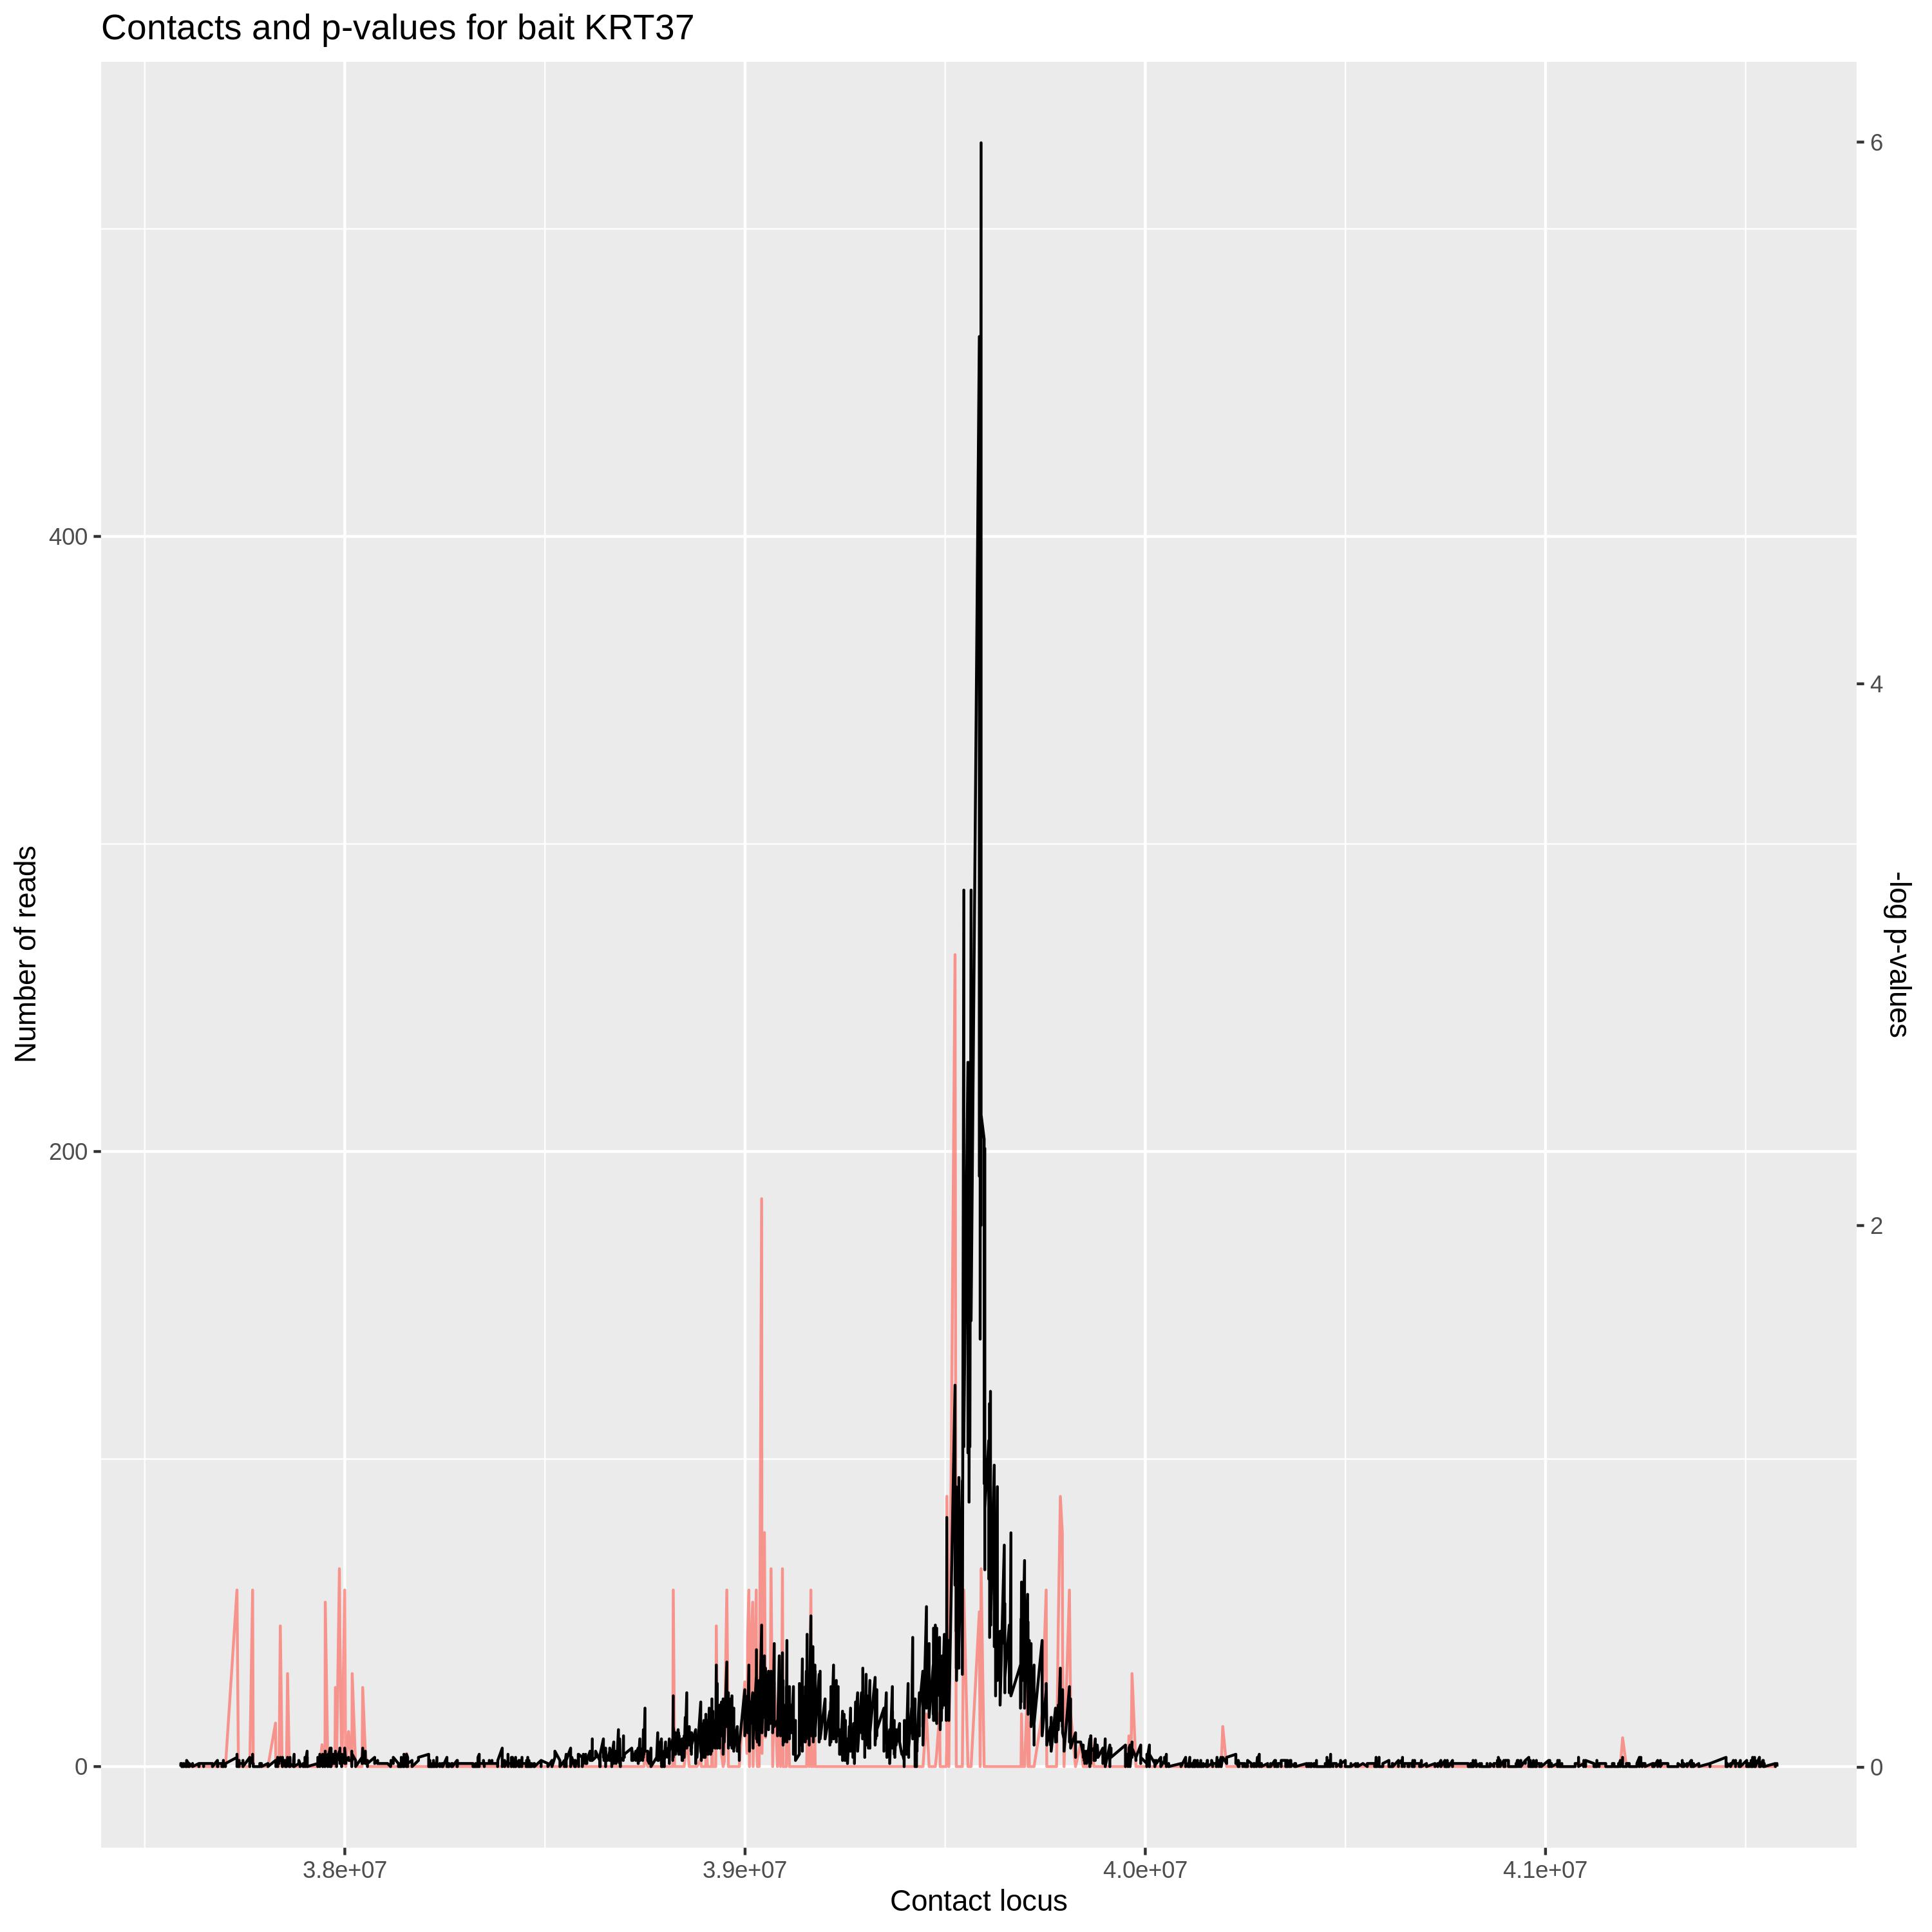 Contacts and p-values for bait KRT37
6
400
4
Number of reads
-log p-values
200
2
0
0
3.8e+07
3.9e+07
4.0e+07
4.1e+07
Contact locus